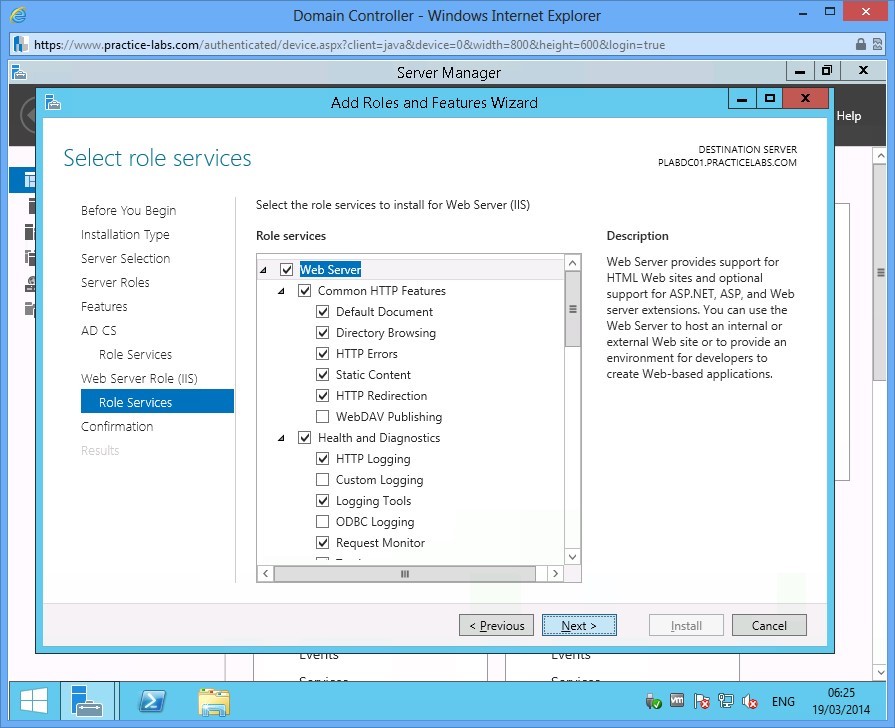 Domain Controller - Windows Internet Explorer
https://www.practice-labs.com/authenticated/device.aspx?client=java&device=0&width=800&height=600&login=true
Server Manager
Help
Add Roles and Features Wizard
Select role services
DESTINATION SERVER
PLABDC01.PRACTICELABS.COM
Before You Begin
Installation Type
Server Selection
Server Roles
Features
AD CS
Role Services
Web Server Role (IIS)
Role Services
Confirmation
Results
Select the role services to install for Web Server (IIS)
Role services
Web Server
Common HTTP Features
Default Document
Directory Browsing
HTTP Errors
Static Content
HTTP Redirection
WebDAV Publishing
Health and Diagnostics
HTTP Logging
Custom Logging
Logging Tools
ODBC Logging
Request Monitor
Description
Web Server provides support for
HTML Web sites and optional
support for ASP.NET, ASP, and Web
server extensions. You can use the
Web Server to host an internal or
external Web site or to provide an
environment for developers to
create Web-based applications.
< Previous
Next >
Install
Cancel
Events
Events
Services
Services
ENG
06:25
19/03/2014